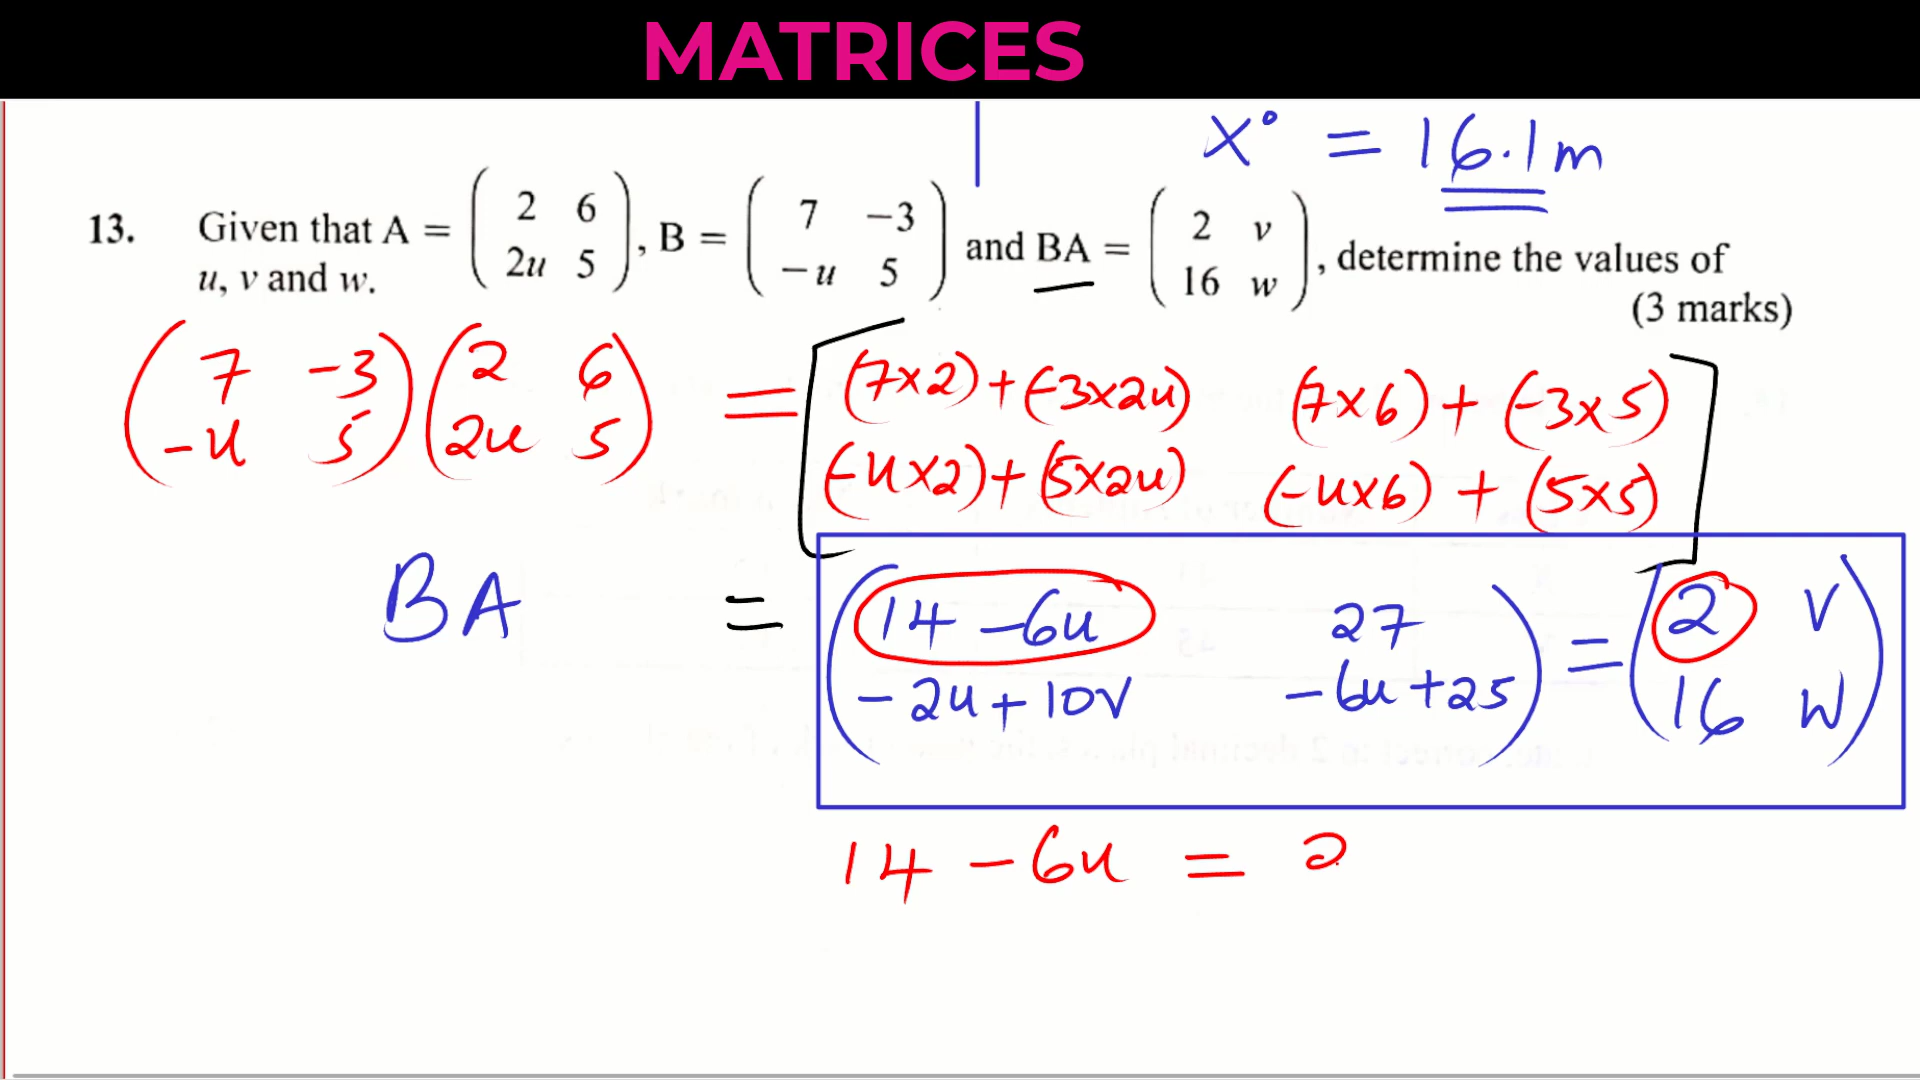 MATRICES
x° = 16.1m
13. Given that A = ( 2 6 2u 5 ), B = ( 7 −3 −u 5 ) and BA = ( 2 v 16 w ), determine the values of
u, v and w.
(3 marks)
( 7 -3 -u 5 ) ( 2 6 2u 5 ) = [ (7×2)+(-3×2u) (7×6)+(-3×5)
(-u×2)+(5×2u) (-u×6)+(5×5) ]
BA = ( 14 -6u 27 -2u+10v -6u+25 ) = ( 2 v 16 w )
14 - 6u = 2